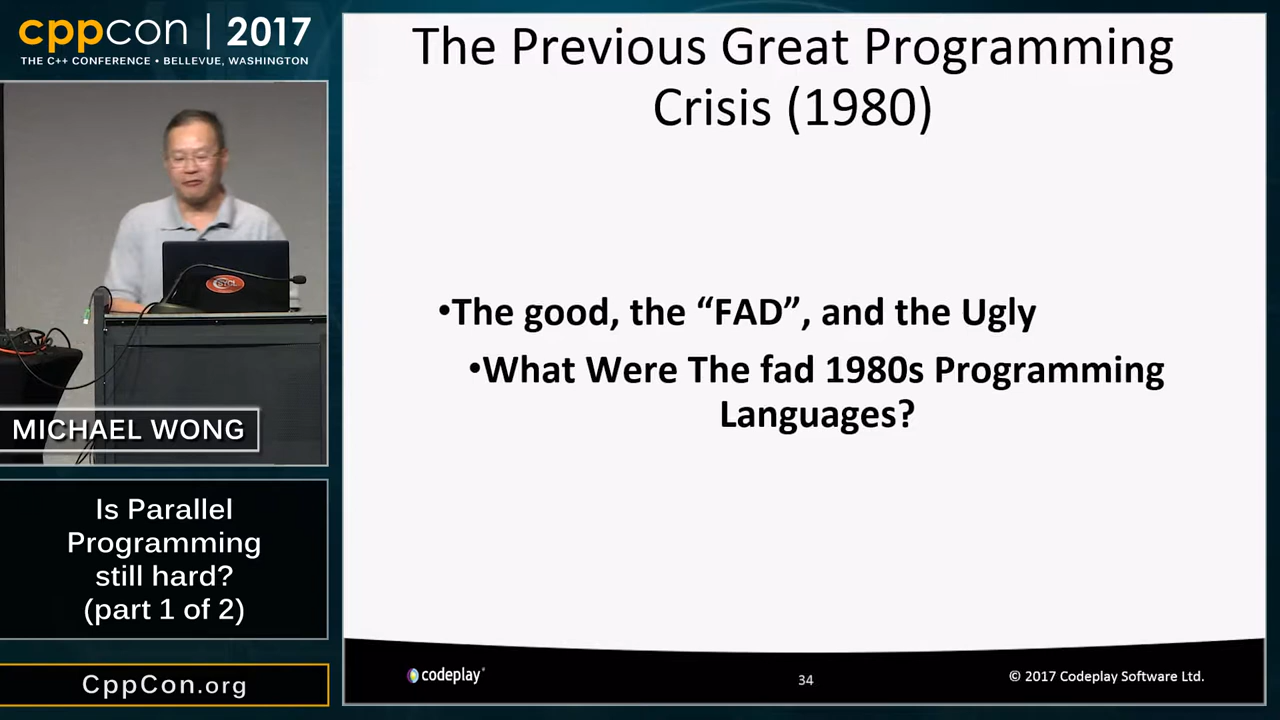 cppcon | 2017
THE C++ CONFERENCE • BELLEVUE, WASHINGTON
MICHAEL WONG
Is Parallel
Programming
still hard?
(part 1 of 2)
CppCon.org
The Previous Great Programming
Crisis (1980)
•The good, the “FAD”, and the Ugly
•What Were The fad 1980s Programming
Languages?
codeplay®
34
© 2017 Codeplay Software Ltd.